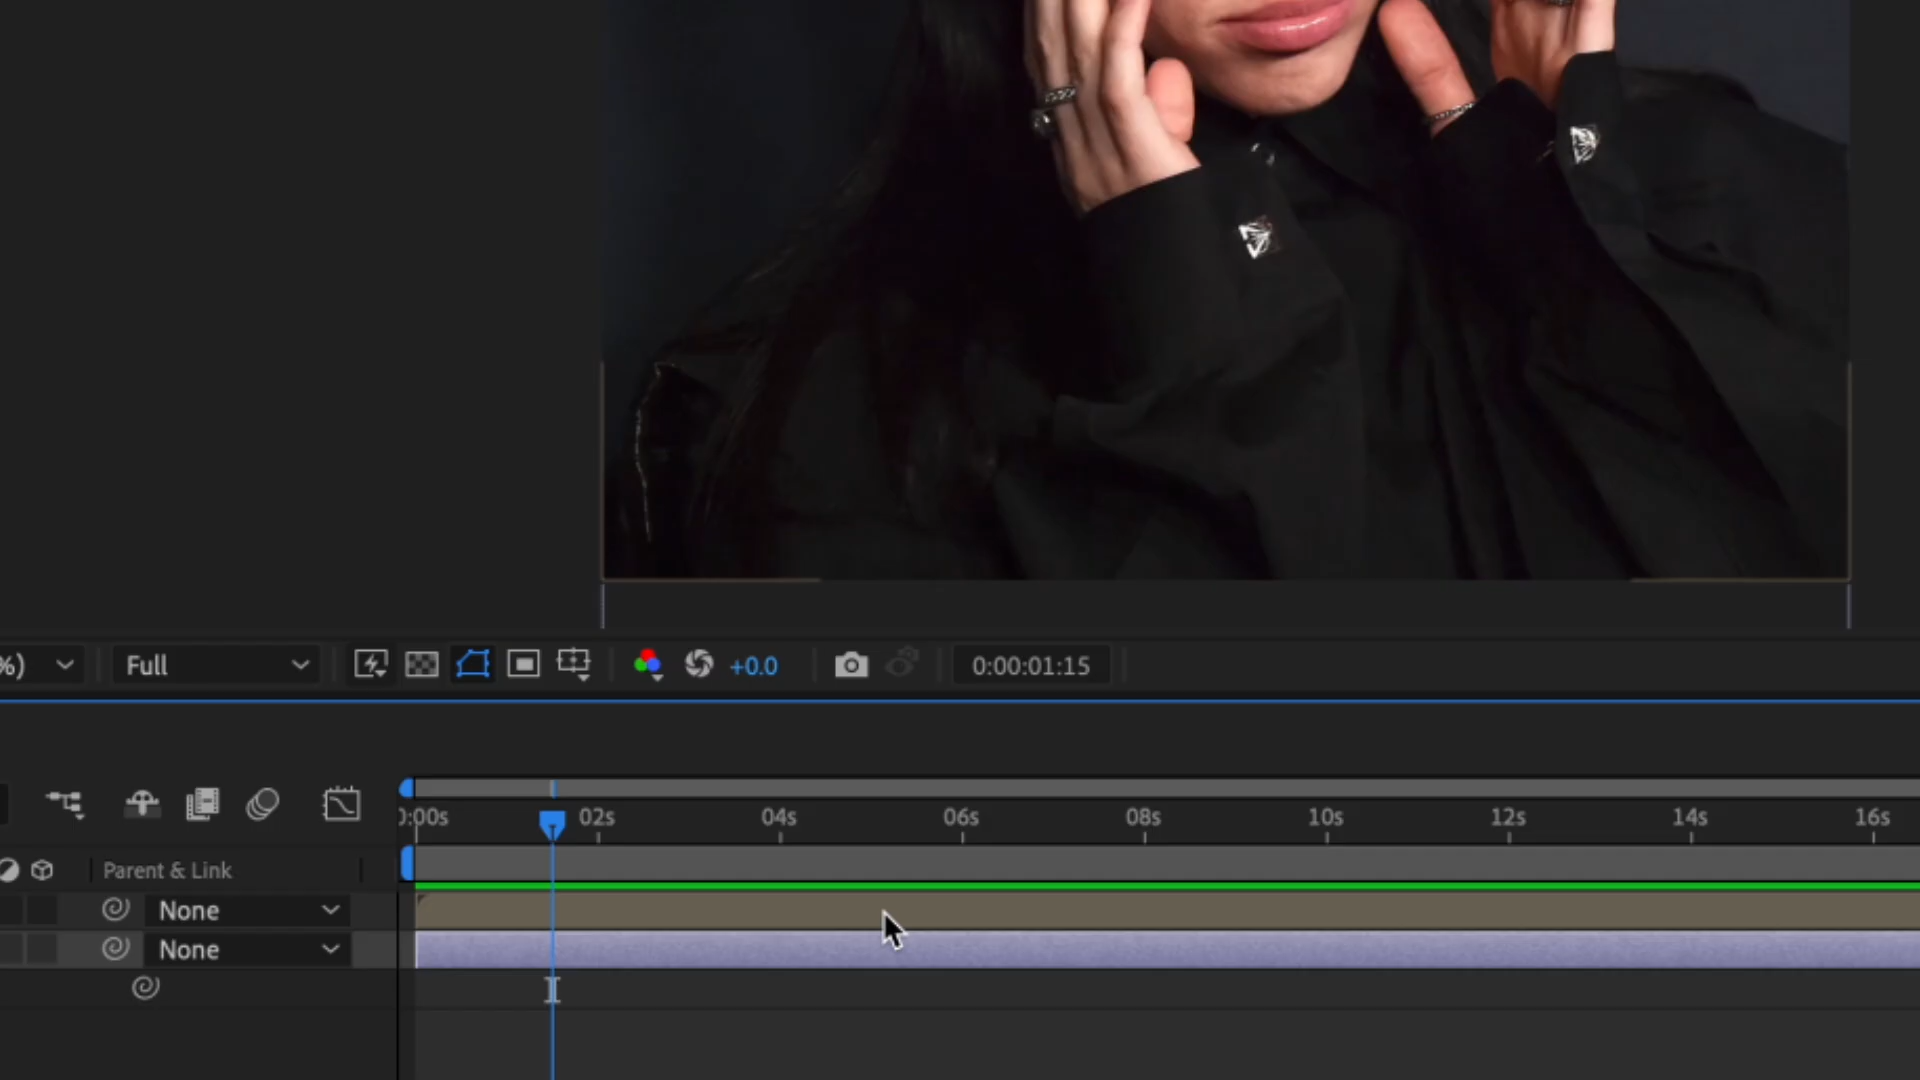 %)
Full
+0.0
0:00:01:15
0:00s
02s
04s
06s
08s
10s
12s
14s
16s
Parent & Link
None
None